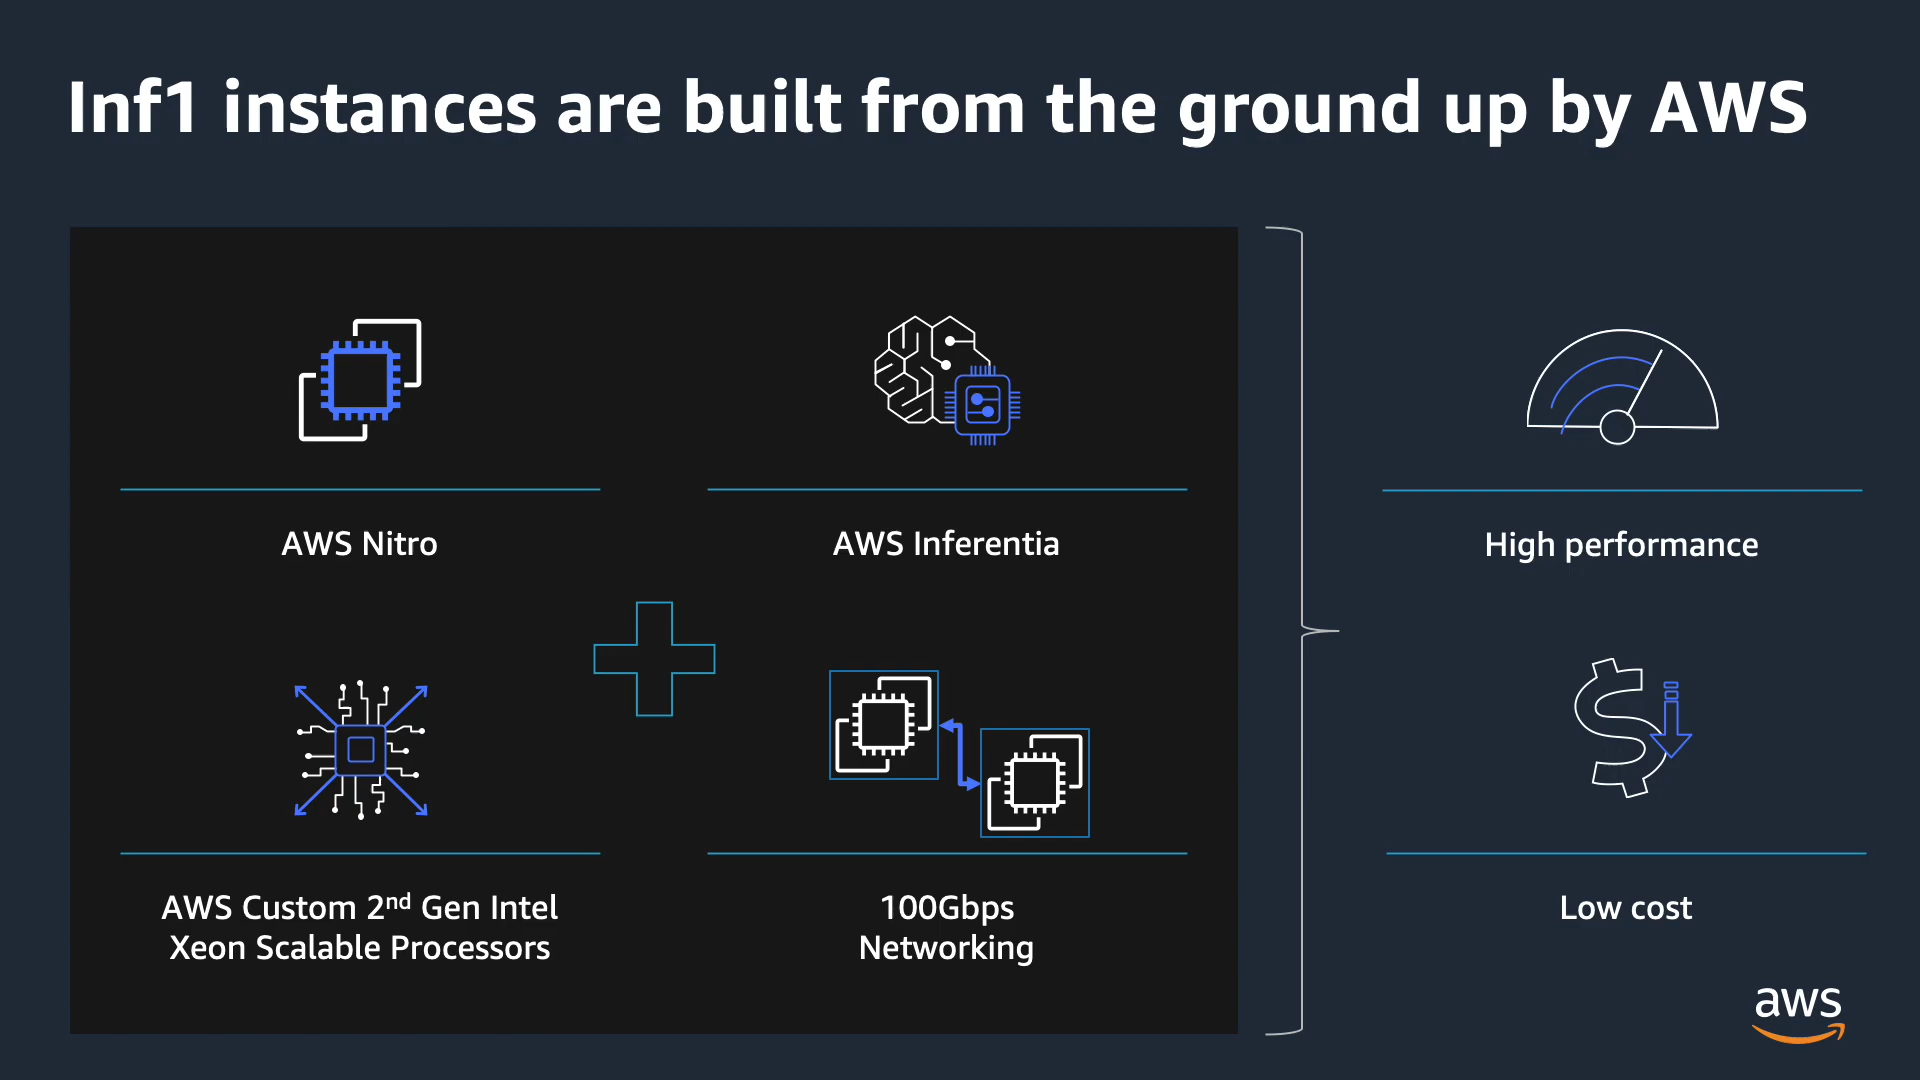 Inf1 instances are built from the ground up by AWS
AWS Nitro
AWS Inferentia
High performance
AWS Custom 2nd Gen Intel
Xeon Scalable Processors
100Gbps
Networking
Low cost
aws